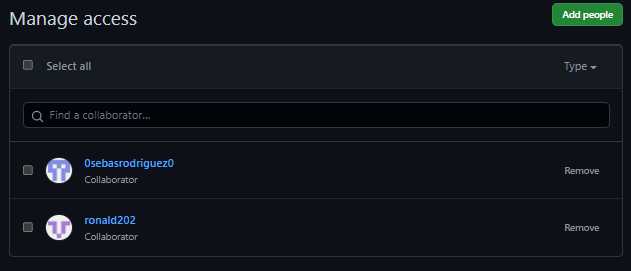 Manage access
Add people
Select all
Type
Find a collaborator...
0sebasrodriguez0
Collaborator
Remove
ronald202
Collaborator
Remove